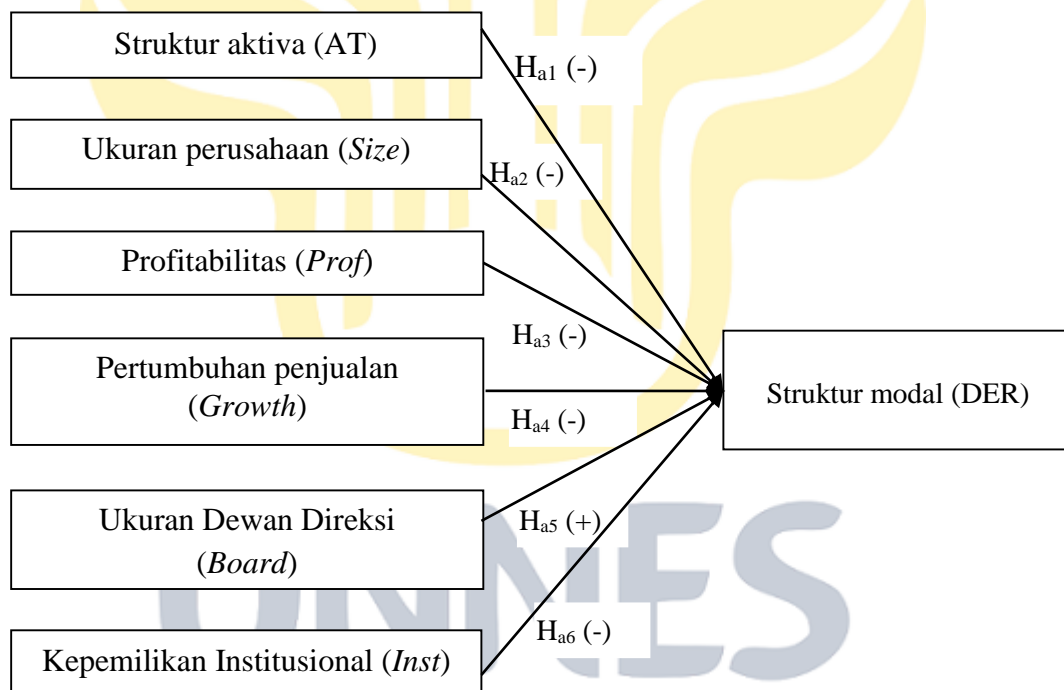 Struktur aktiva (AT)
Ha1 (-)
Ukuran perusahaan (Size)
Ha2 (-)
Profitabilitas (Prof)
Ha3 (-)
Pertumbuhan penjualan
(Growth)
Ha4 (-)
Struktur modal (DER)
Ukuran Dewan Direksi
(Board)
Ha5 (+)
Kepemilikan Institusional (Inst)
Ha6 (-)
UNNES